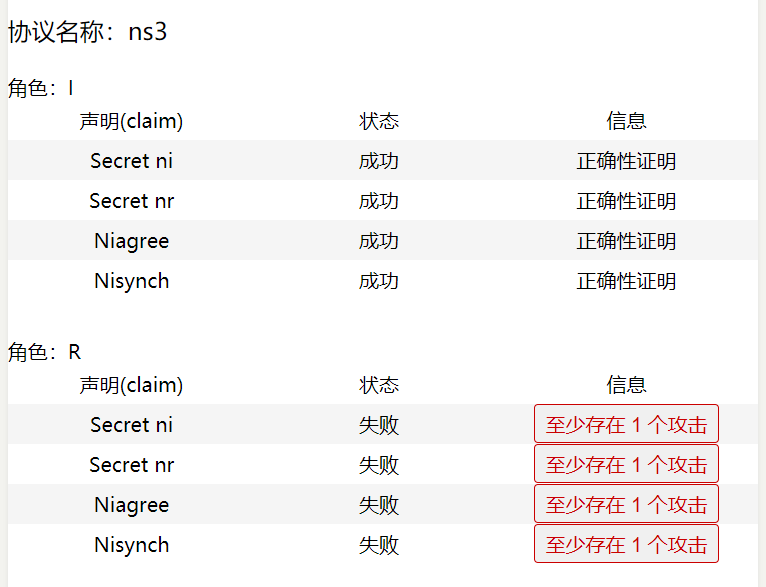 协议名称：ns3
角色：I
声明(claim) 状态 信息
Secret ni 成功 正确性证明
Secret nr 成功 正确性证明
Niagree 成功 正确性证明
Nisynch 成功 正确性证明
角色：R
声明(claim) 状态 信息
Secret ni 失败 至少存在 1 个攻击
Secret nr 失败 至少存在 1 个攻击
Niagree 失败 至少存在 1 个攻击
Nisynch 失败 至少存在 1 个攻击